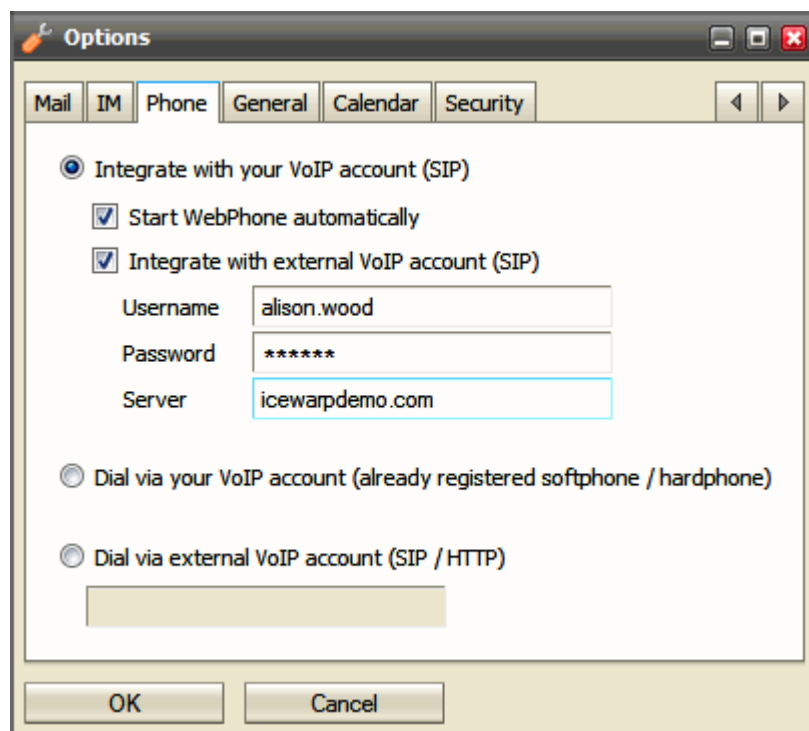 Options
Mail IM Phone General Calendar Security
Integrate with your VoIP account (SIP)
Start WebPhone automatically
Integrate with external VoIP account (SIP)
Username alison.wood
Password ******
Server icewarpdemo.com
Dial via your VoIP account (already registered softphone / hardphone)
Dial via external VoIP account (SIP / HTTP)
OK Cancel